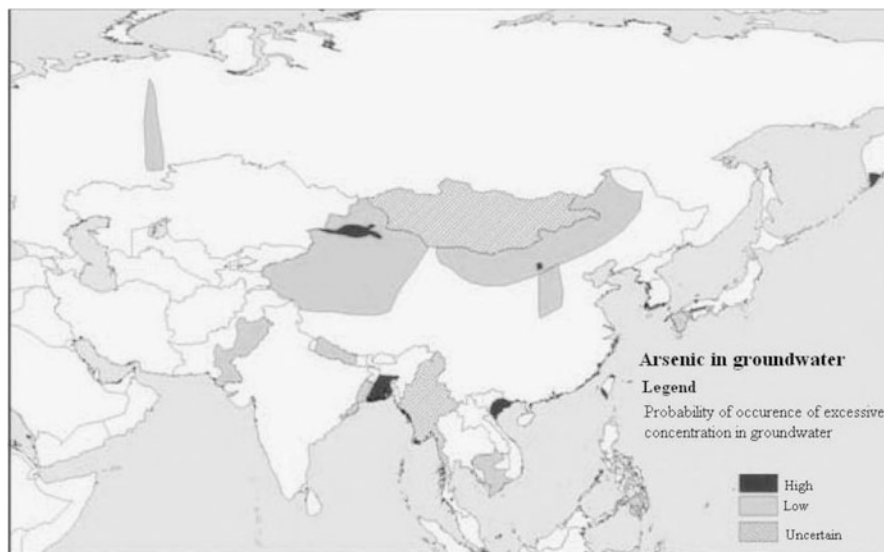 Arsenic in groundwater
Legend
Probability of occurence of excessive
concentration in groundwater
High
Low
Uncertain